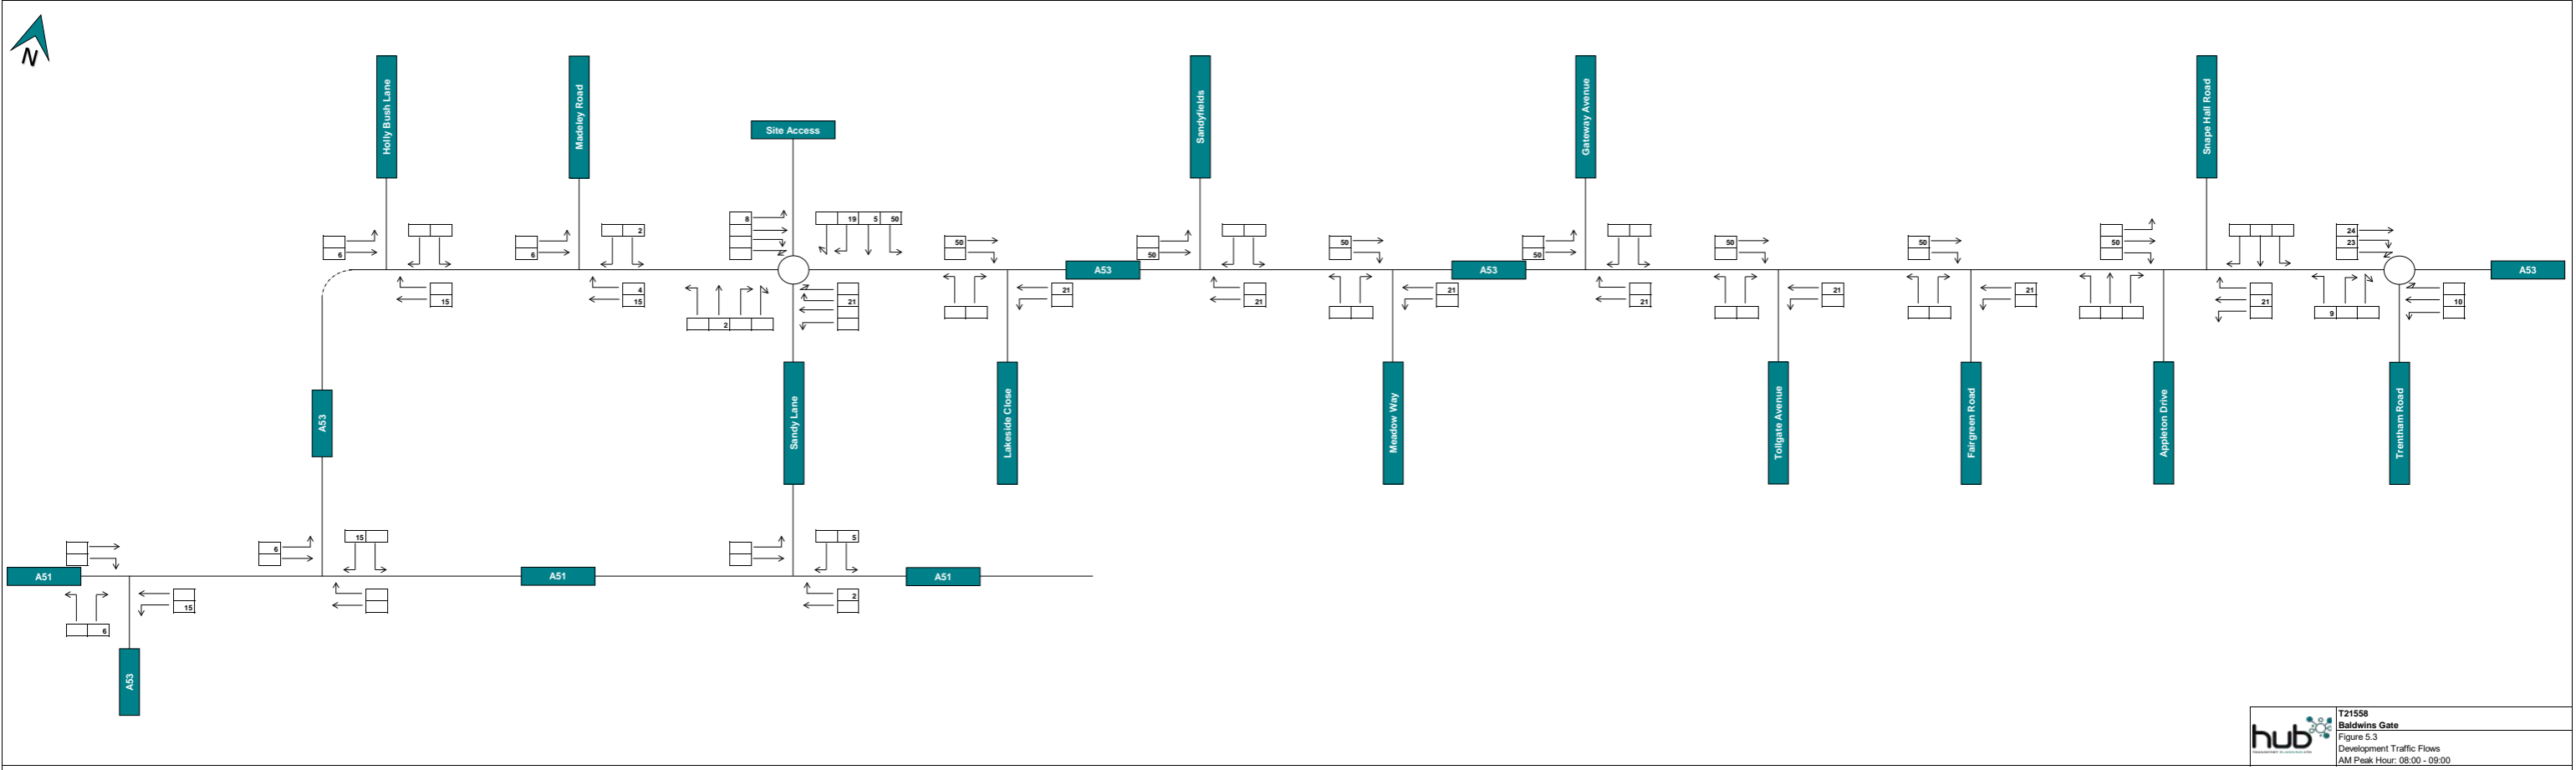 N
Holly Bush Lane
Madeley Road
Site Access
Sandyfields
Gateway Avenue
Snape Hall Road
8
19 5 50
2
6
6
50
50
50
50
50
50
50
24
23
A53
A53
A53
15
4
15
21
21
21
21
21
21
21
21
10
2
9
A53
Sandy Lane
Lakeside Close
Meadow Way
Tollgate Avenue
Fairgreen Road
Appleton Drive
Trentham Road
6
15
5
A51
A51
A51
15
2
6
A53
hub
T21558
Baldwins Gate
Figure 5.3
Development Traffic Flows
AM Peak Hour: 08:00 - 09:00